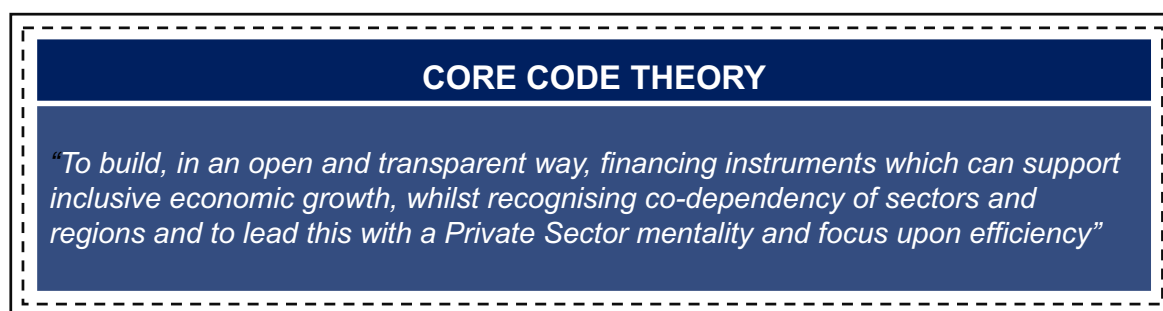 CORE CODE THEORY
“To build, in an open and transparent way, financing instruments which can support
inclusive economic growth, whilst recognising co-dependency of sectors and
regions and to lead this with a Private Sector mentality and focus upon efficiency”